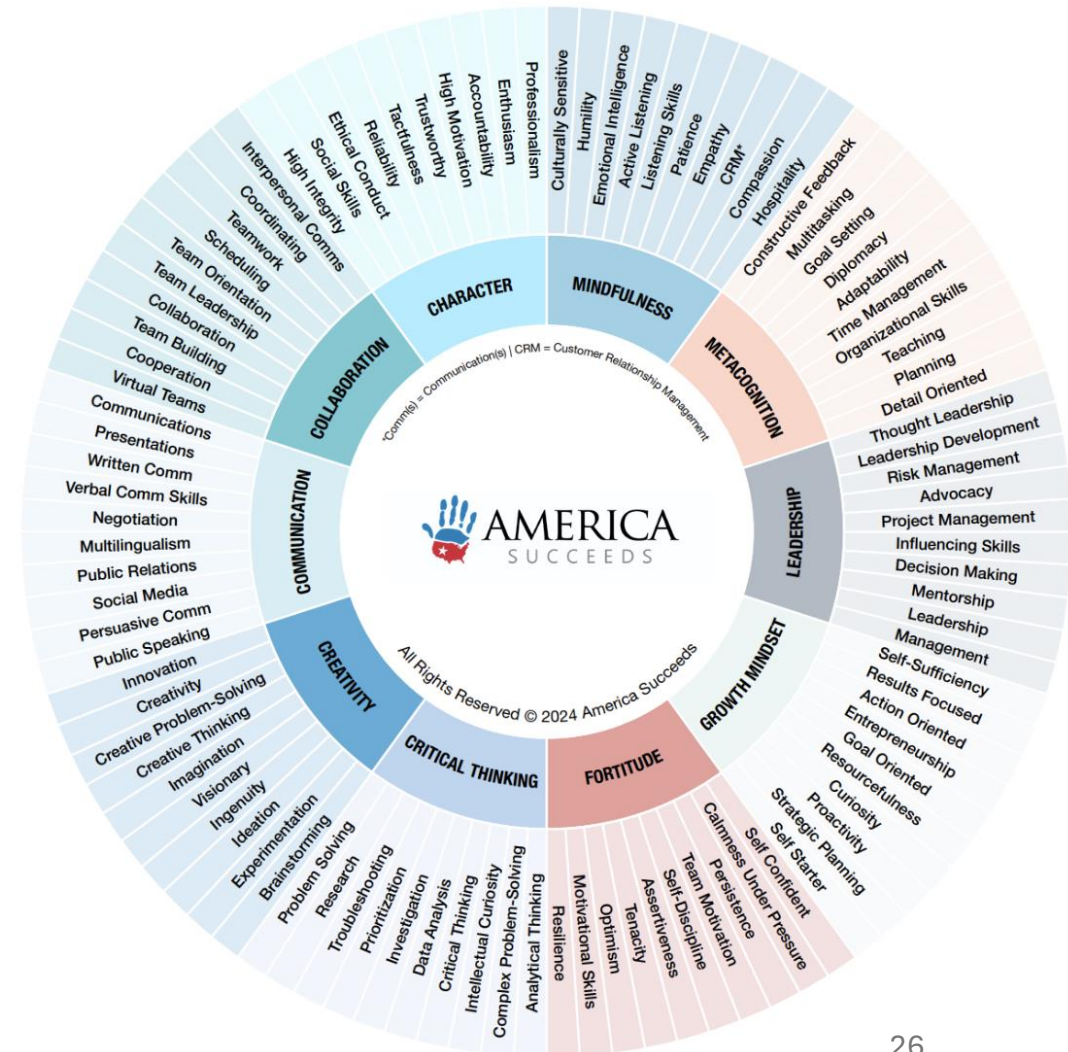 Professionalism
Enthusiasm
Accountability
High Motivation
Trustworthy
Tactfulness
Reliability
Ethical Conduct
Social Skills
High Integrity
CHARACTER
Culturally Sensitive
Humility
Emotional Intelligence
Active Listening
Listening Skills
Patience
Empathy
CRM*
Compassion
Hospitality
MINDFULNESS
Constructive Feedback
Multitasking
Goal Setting
Diplomacy
Adaptability
Time Management
Organizational Skills
Teaching
Planning
Detail Oriented
METACOGNITION
Thought Leadership
Leadership Development
Risk Management
Advocacy
Project Management
Influencing Skills
Decision Making
Mentorship
Leadership
Management
LEADERSHIP
Self-Sufficiency
Results Focused
Action Oriented
Entrepreneurship
Goal Oriented
Resourcefulness
Curiosity
Proactivity
Strategic Planning
Self Starter
GROWTH MINDSET
Self Confident
Calmness Under Pressure
Persistence
Team Motivation
Self-Discipline
Assertiveness
Tenacity
Optimism
Motivational Skills
Resilience
FORTITUDE
Analytical Thinking
Complex Problem-Solving
Intellectual Curiosity
Critical Thinking
Data Analysis
Investigation
Prioritization
Troubleshooting
Research
Problem Solving
CRITICAL THINKING
Brainstorming
Experimentation
Ideation
Ingenuity
Visionary
Imagination
Creative Thinking
Creative Problem-Solving
Creativity
Innovation
CREATIVITY
Public Speaking
Persuasive Comm
Social Media
Public Relations
Multilingualism
Negotiation
Verbal Comm Skills
Written Comm
Presentations
Communications
COMMUNICATION
Virtual Teams
Cooperation
Team Building
Collaboration
Team Leadership
Team Orientation
Scheduling
Teamwork
Coordinating
Interpersonal Comms
COLLABORATION
*Comm(s) = Communication(s) | CRM = Customer Relationship Management
AMERICA
SUCCEEDS
All Rights Reserved © 2024 America Succeeds
26